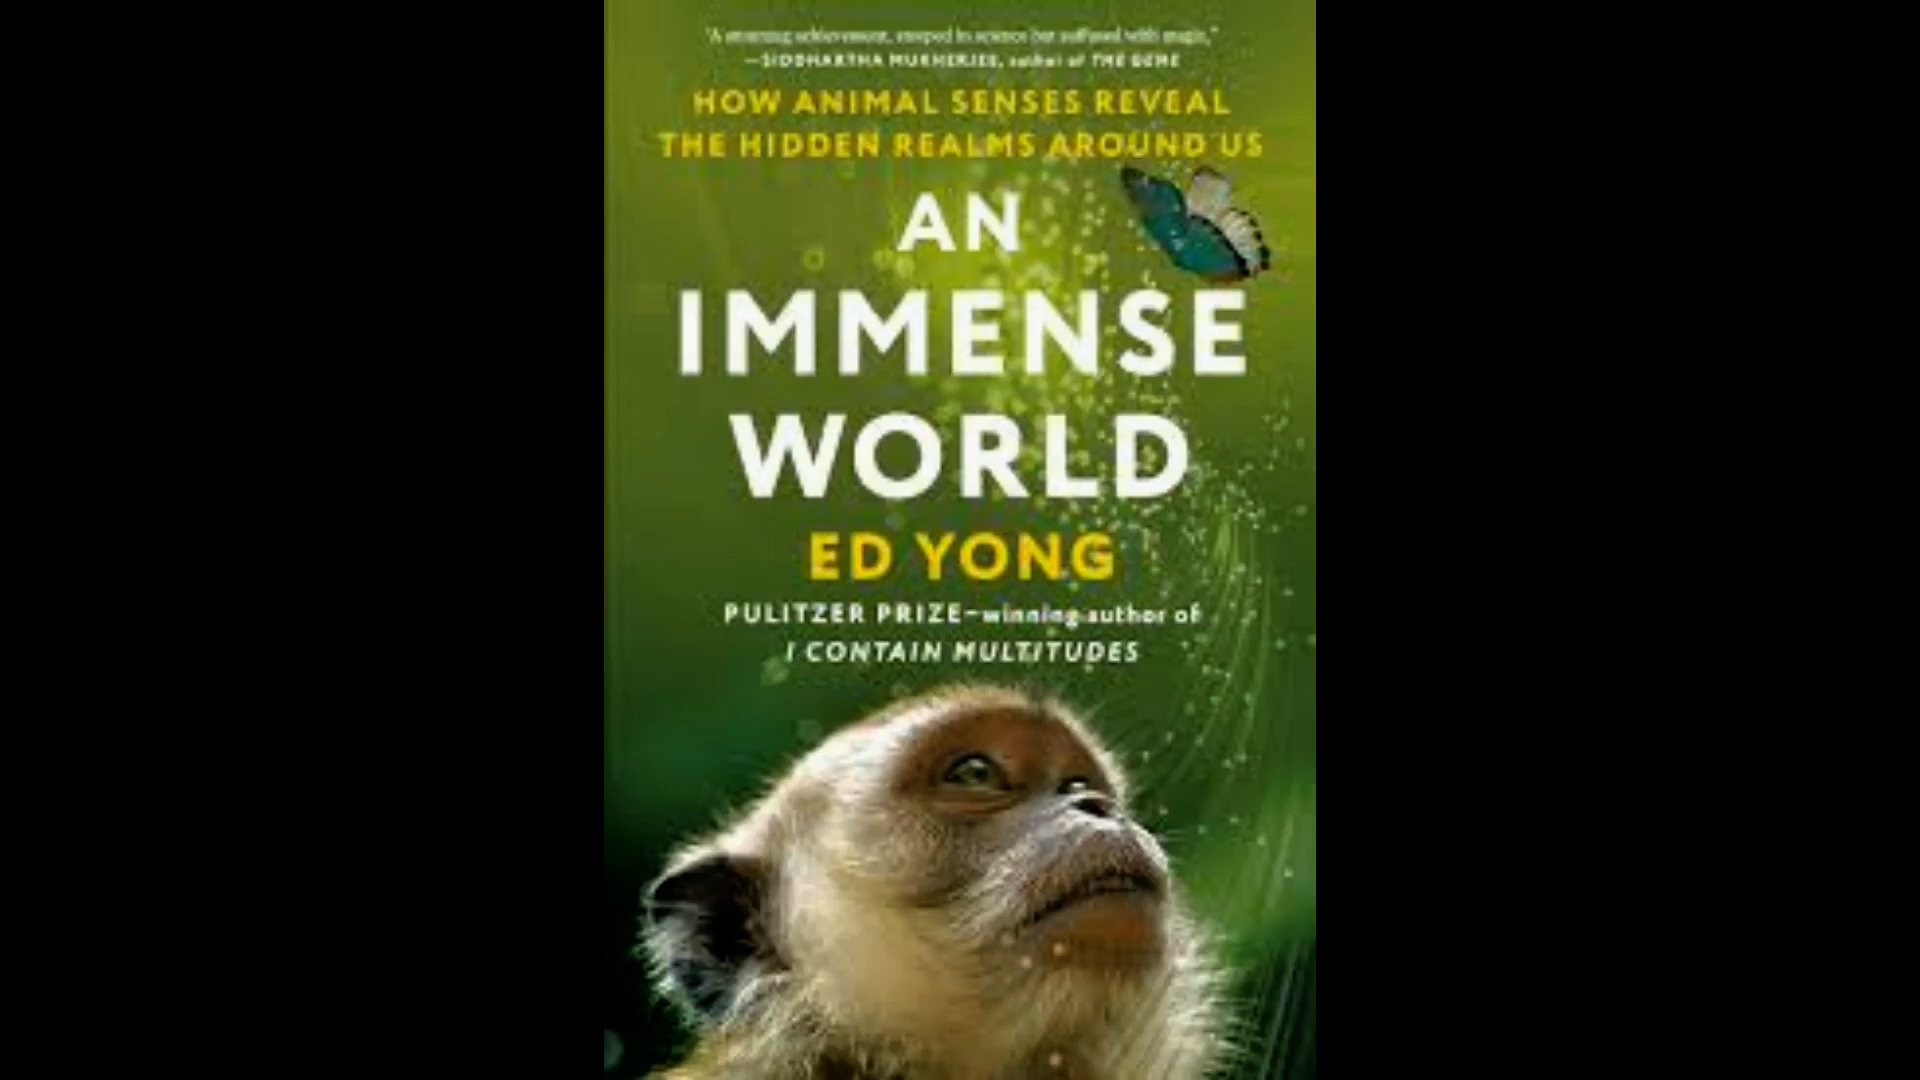 "A stunning achievement, steeped in science but suffused with magic."
—SIDDHARTHA MUKHERJEE, author of THE GENE
HOW ANIMAL SENSES REVEAL
THE HIDDEN REALMS AROUND US
AN
IMMENSE
WORLD
ED YONG
PULITZER PRIZE–winning author of
I CONTAIN MULTITUDES